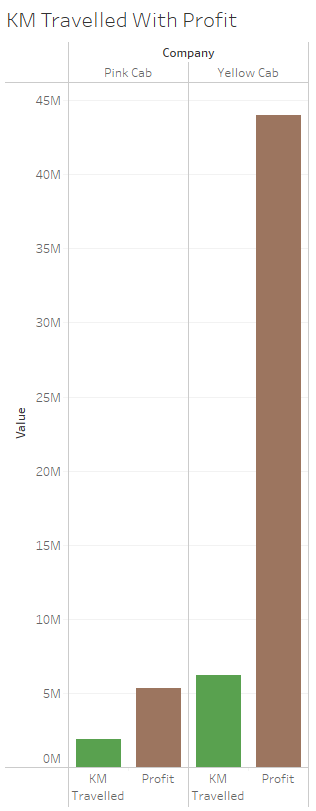 KM Travelled With Profit
Company
Pink Cab Yellow Cab
45M
40M
35M
30M
25M
20M
15M
10M
5M
0M
Value
KM Travelled Profit KM Travelled Profit